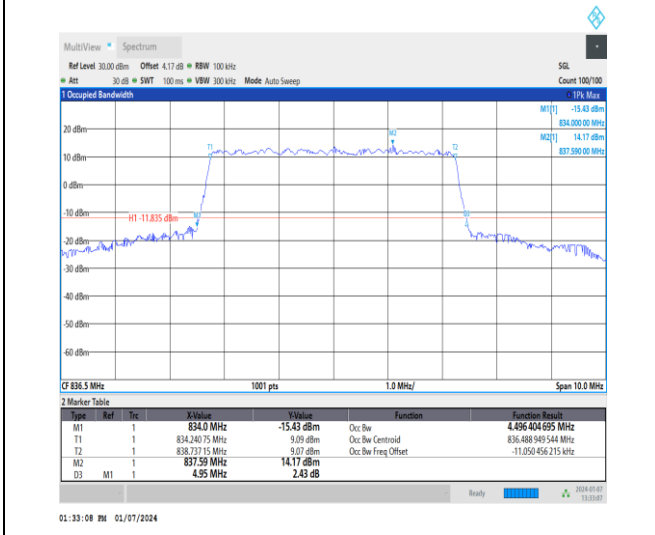 MultiView Spectrum
Ref Level 30.00 dBm Offset 4.17 dB RBW 100 kHz SGL
Att 30 dB SWT 100 ms VBW 300 kHz Mode Auto Sweep Count 100/100
1 Occupied Bandwidth 1Pk Max
M1[1] -15.43 dBm
834.000 00 MHz
M2[1] 14.17 dBm
837.590 00 MHz
20 dBm
M2
T1 T2
10 dBm
0 dBm
-10 dBm
H1 -11.835 dBm M1 D3
-20 dBm
-30 dBm
-40 dBm
-50 dBm
-60 dBm
CF 836.5 MHz 1001 pts 1.0 MHz/ Span 10.0 MHz
2 Marker Table
Type Ref Trc X-Value Y-Value Function Function Result
M1 1 834.0 MHz -15.43 dBm Occ Bw 4.496 404 695 MHz
T1 1 834.240 75 MHz 9.09 dBm Occ Bw Centroid 836.488 949 544 MHz
T2 1 838.737 15 MHz 9.07 dBm Occ Bw Freq Offset -11.050 456 215 kHz
M2 1 837.59 MHz 14.17 dBm
D3 M1 1 4.95 MHz 2.43 dB
Ready 2024-01-07
13:33:07
01:33:08 PM 01/07/2024